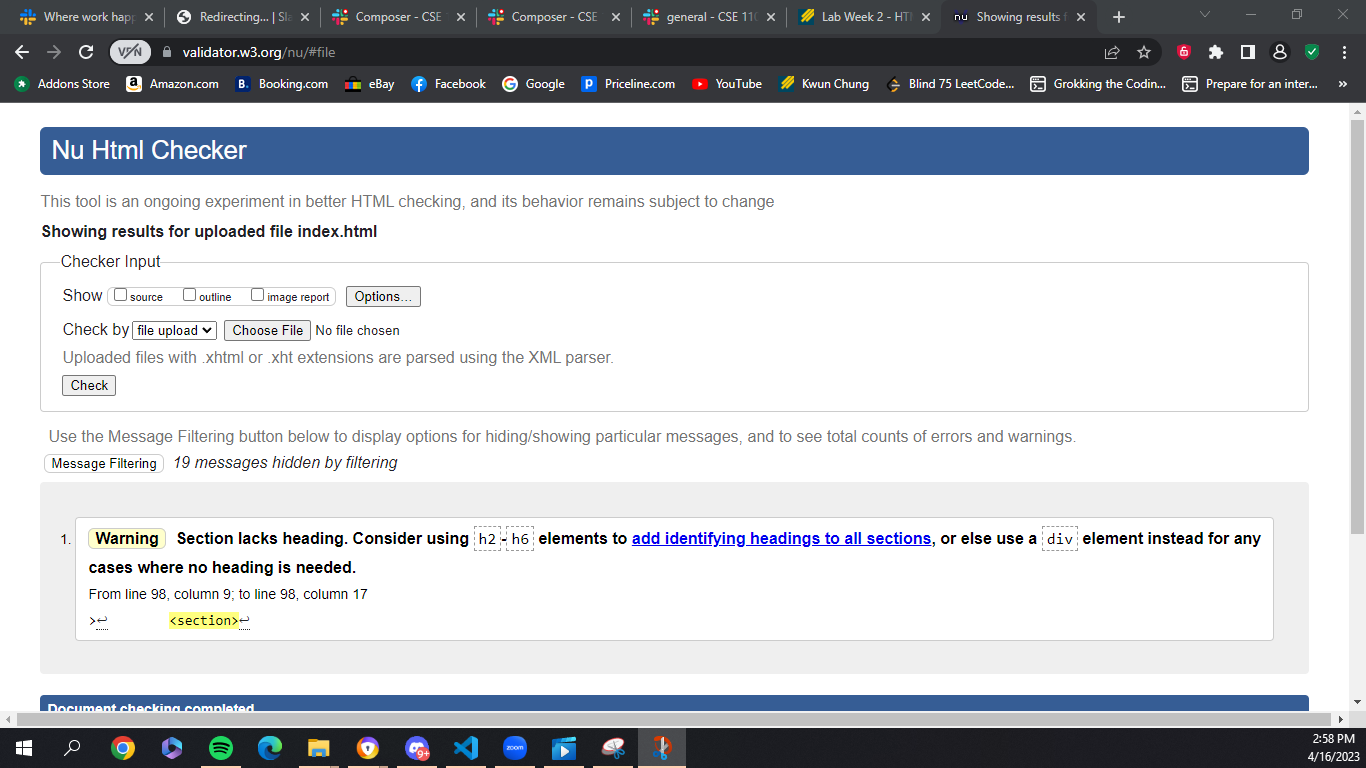 Where work happ
Redirecting... | Sla
Composer - CSE
Composer - CSE
general - CSE 110
Lab Week 2 - HTM
nu Showing results f
VPN
validator.w3.org/nu/#file
Addons Store
Amazon.com
B. Booking.com
eBay
Facebook
Google
P Priceline.com
YouTube
Kwun Chung
Blind 75 LeetCode...
Grokking the Codin...
Prepare for an inter...
»
Nu Html Checker
This tool is an ongoing experiment in better HTML checking, and its behavior remains subject to change
Showing results for uploaded file index.html
Checker Input
Show source outline image report Options...
Check by file upload Choose File No file chosen
Uploaded files with .xhtml or .xht extensions are parsed using the XML parser.
Check
Use the Message Filtering button below to display options for hiding/showing particular messages, and to see total counts of errors and warnings.
Message Filtering 19 messages hidden by filtering
1. Warning Section lacks heading. Consider using h2-h6 elements to add identifying headings to all sections, or else use a div element instead for any
cases where no heading is needed.
From line 98, column 9; to line 98, column 17
>↩ <section>↩
Document checking completed.
9+
zoom
2:58 PM
4/16/2023